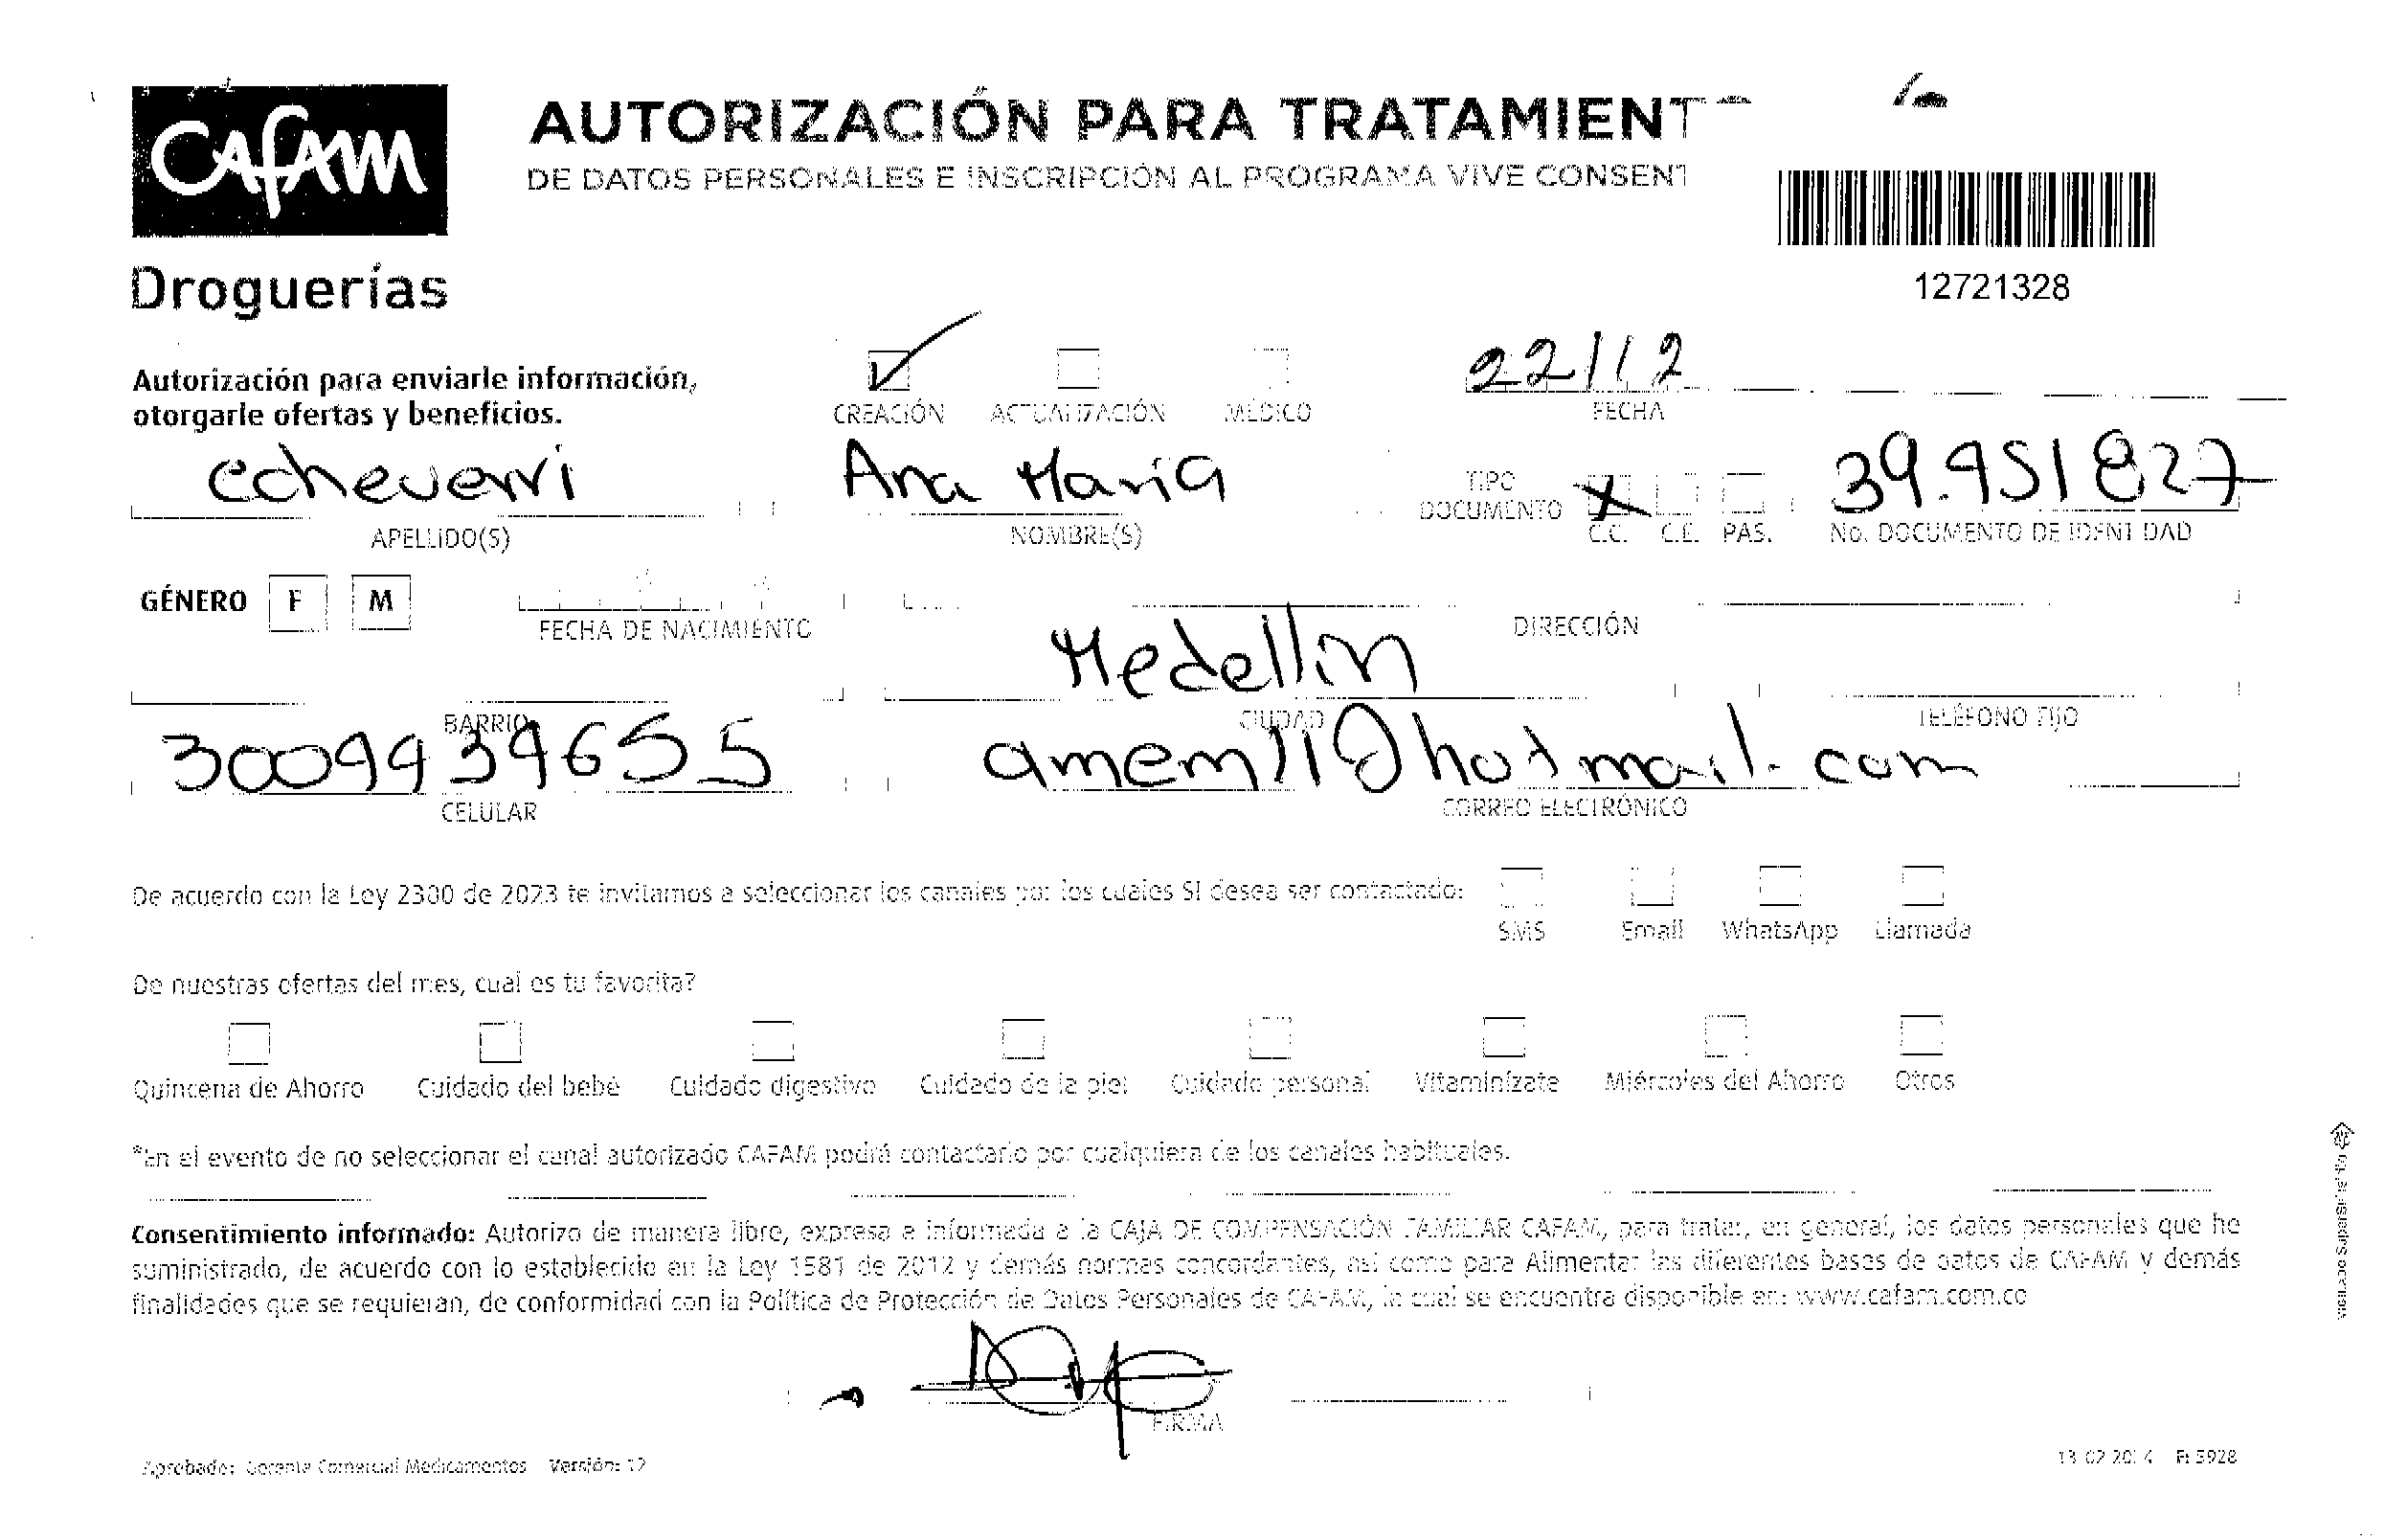 CAFAM
Droguerías
AUTORIZACIÓN PARA TRATAMIENT
DE DATOS PERSONALES E INSCRIPCIÓN AL PROGRAMA VIVE CONSENT
12721328
Autorización para enviarle información,
otorgarle ofertas y beneficios.
CREACIÓN ACTUALIZACIÓN MÉDICO
22/12
FECHA
echeverri Ana Maria 39.951827
APELLIDO(S) NOMBRE(S) TIPO DOCUMENTO C.C. C.E. PAS. No. DOCUMENTO DE IDENTIDAD
GÉNERO F M FECHA DE NACIMIENTO DIRECCIÓN
Medellin
BARRIO CIUDAD TELÉFONO FIJO
3009939655 amem11@hotmail.com
CELULAR CORREO ELECTRÓNICO
De acuerdo con la Ley 2300 de 2023 te invitamos a seleccionar los canales por los cuales SI desea ser contactado:
SMS Email WhatsApp Llamada
De nuestras ofertas del mes, cual es tu favorita?
Quincena de Ahorro Cuidado del bebé Cuidado digestivo Cuidado de la piel Cuidado personal Vitaminízate Miércoles del Ahorro Otros
*En el evento de no seleccionar el canal autorizado CAFAM podrá contactarlo por cualquiera de los canales habituales.
Consentimiento informado: Autorizo de manera libre, expresa e informada a la CAJA DE COMPENSACIÓN FAMILIAR CAFAM, para tratar, en general, los datos personales que he
suministrado, de acuerdo con lo establecido en la Ley 1581 de 2012 y demás normas concordantes, así como para Alimentar las diferentes bases de datos de CAFAM y demás
finalidades que se requieran, de conformidad con la Política de Protección de Datos Personales de CAFAM, la cual se encuentra disponible en: www.cafam.com.co
FIRMA
Aprobado: Gerente Comercial Medicamentos Versión: 12